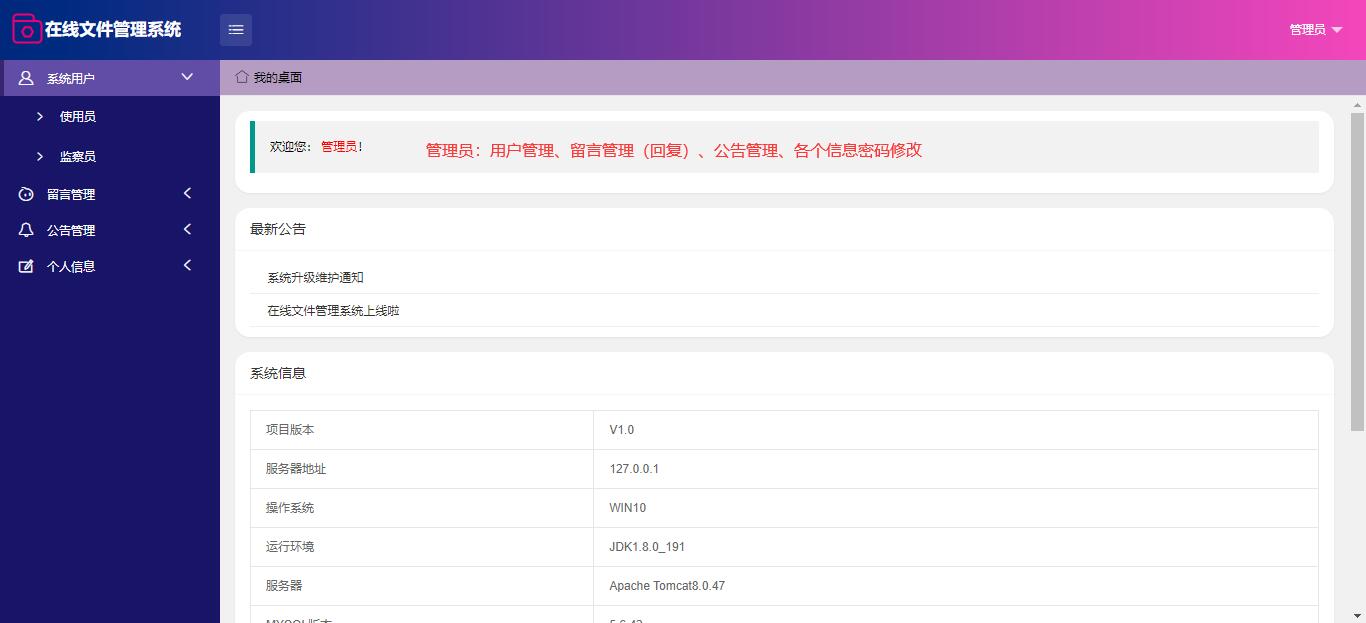 在线文件管理系统
管理员
系统用户
使用员
监察员
留言管理
公告管理
个人信息
我的桌面
欢迎您：管理员！
管理员：用户管理、留言管理（回复）、公告管理、各个信息密码修改
最新公告
系统升级维护通知
在线文件管理系统上线啦
系统信息
项目版本 V1.0
服务器地址 127.0.0.1
操作系统 WIN10
运行环境 JDK1.8.0_191
服务器 Apache Tomcat8.0.47